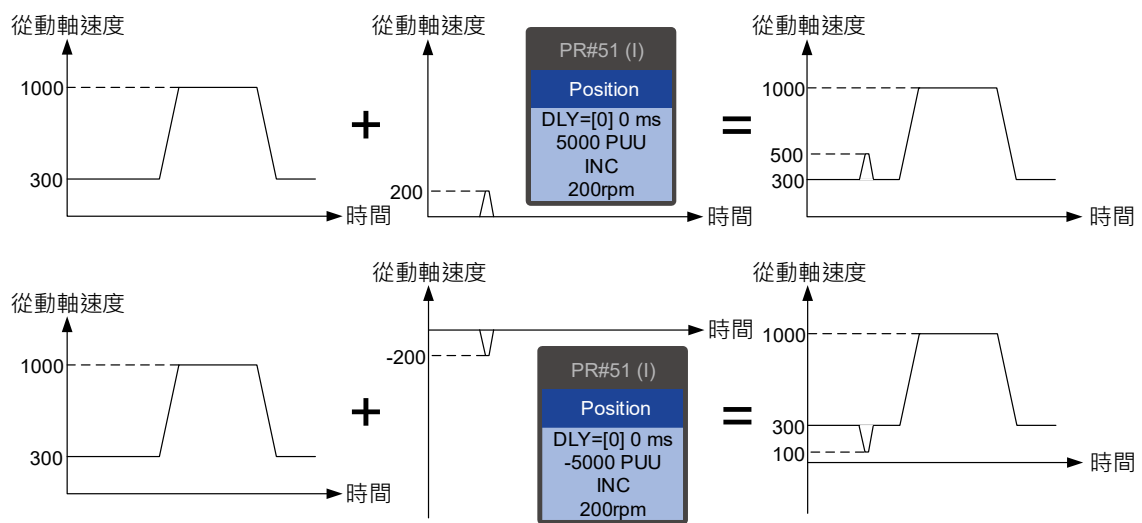 從動軸速度
1000
300
時間
+
從動軸速度
200
時間
PR#51 (I)
Position
DLY=[0] 0 ms
5000 PUU
INC
200rpm
=
從動軸速度
1000
500
300
時間
從動軸速度
1000
300
時間
+
從動軸速度
-200
時間
PR#51 (I)
Position
DLY=[0] 0 ms
-5000 PUU
INC
200rpm
=
從動軸速度
1000
300
100
時間